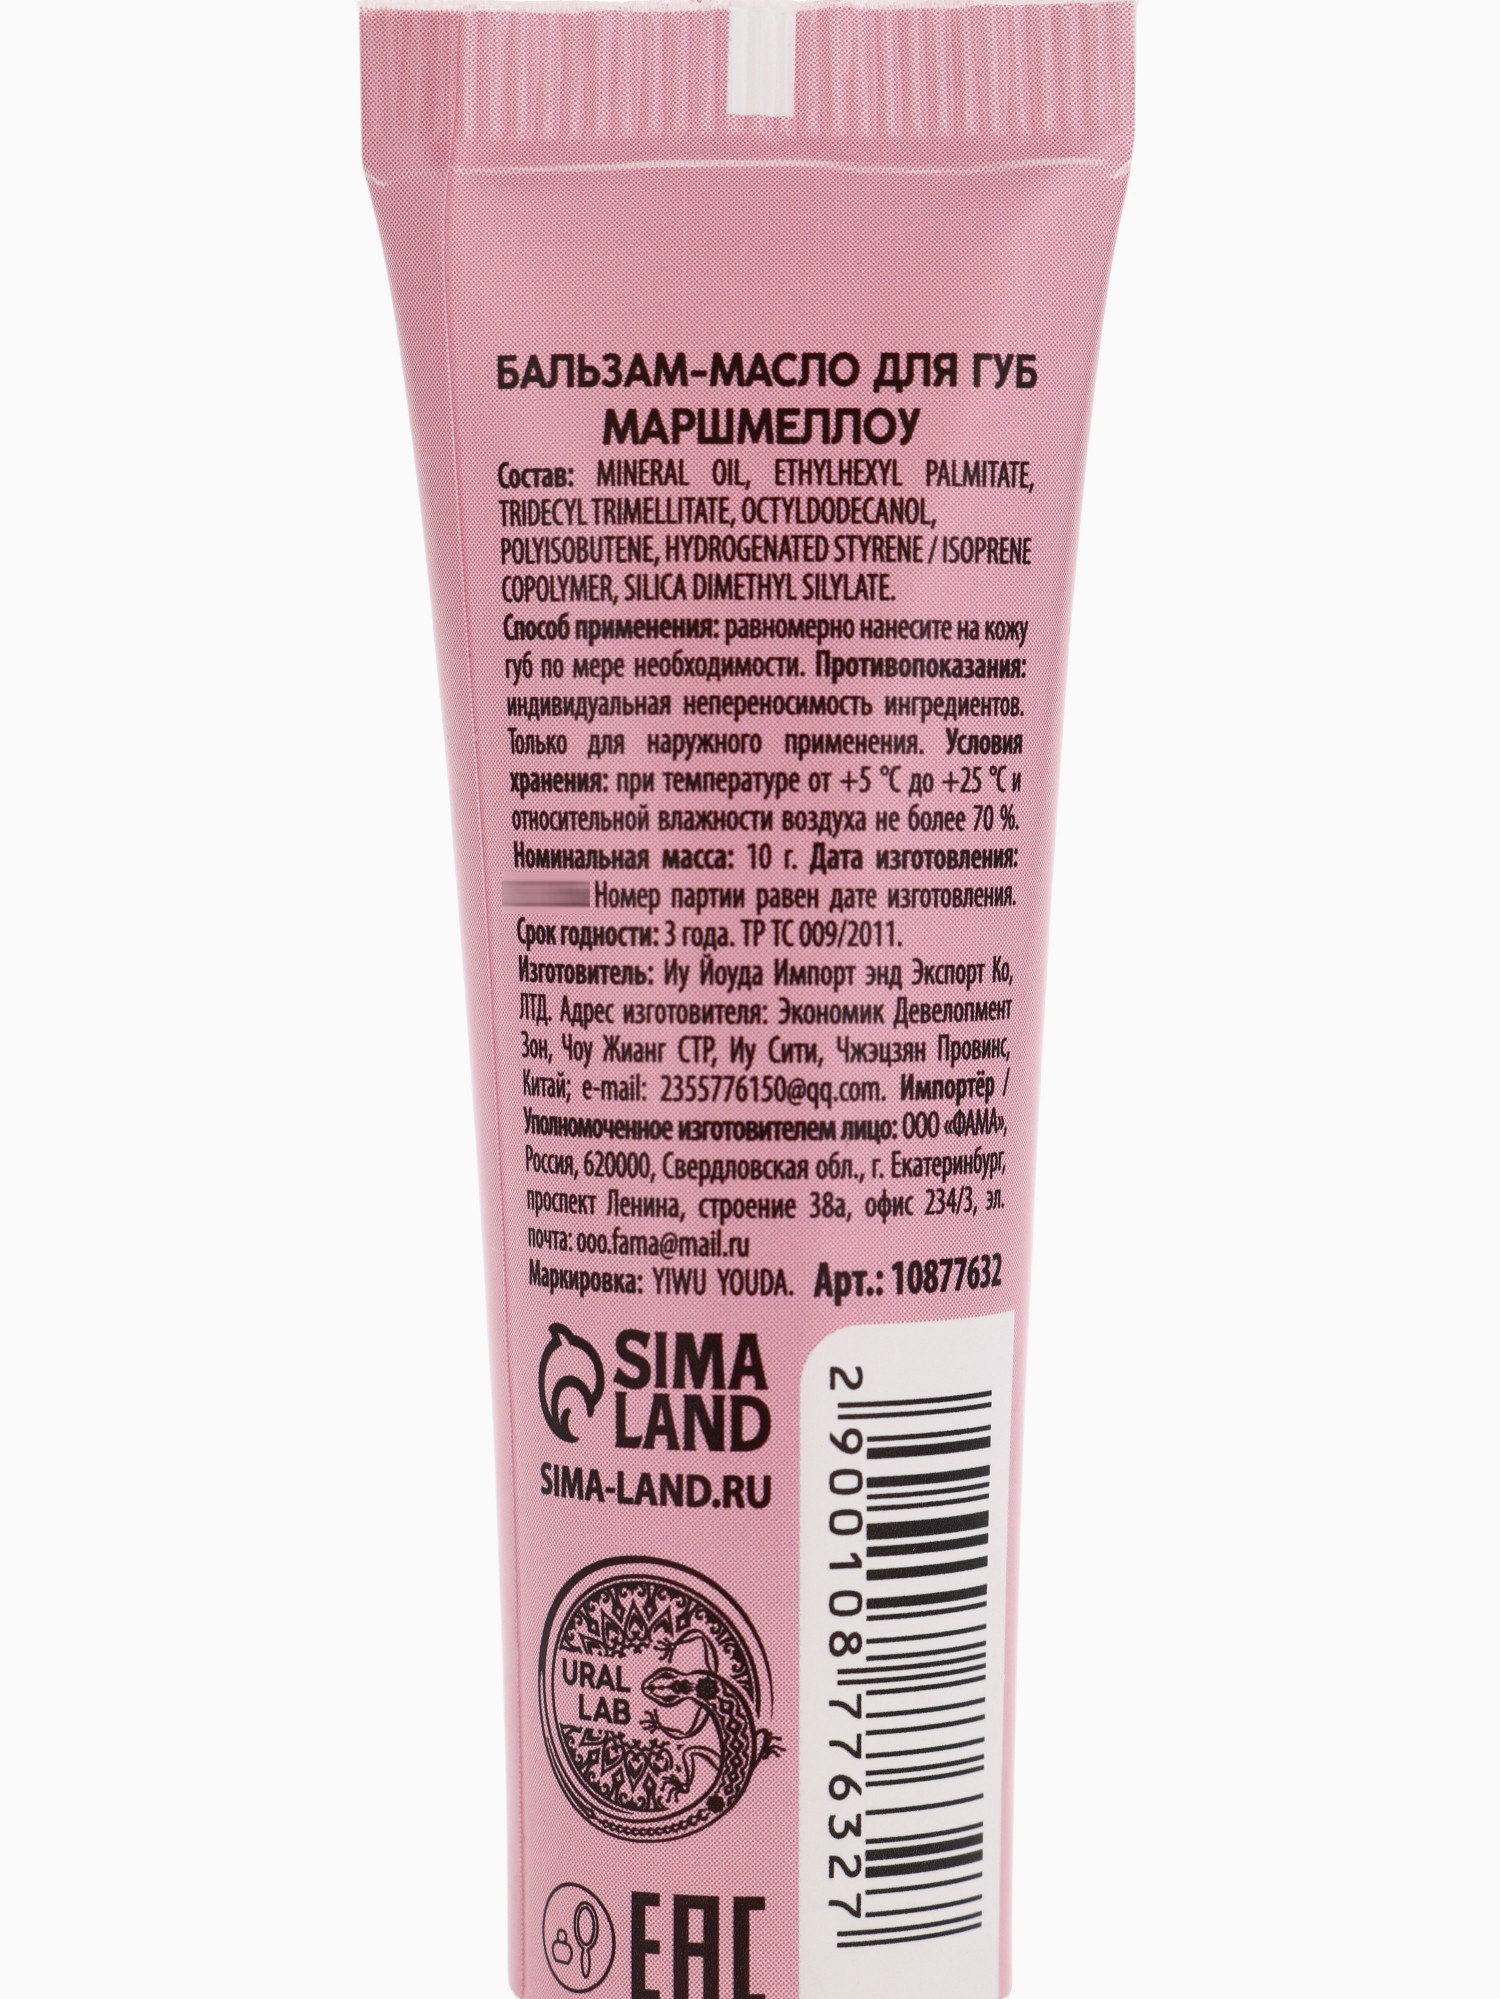 БАЛЬЗАМ-МАСЛО ДЛЯ ГУБ
МАРШМЕЛЛОУ
Состав: MINERAL OIL, ETHYLHEXYL PALMITATE,
TRIDECYL TRIMELLITATE, OCTYLDODECANOL,
POLYISOBUTENE, HYDROGENATED STYRENE / ISOPRENE
COPOLYMER, SILICA DIMETHYL SILYLATE.
Способ применения: равномерно нанесите на кожу
губ по мере необходимости. Противопоказания:
индивидуальная непереносимость ингредиентов.
Только для наружного применения. Условия
хранения: при температуре от +5 °C до +25 °C и
относительной влажности воздуха не более 70 %.
Номинальная масса: 10 г. Дата изготовления:
Номер партии равен дате изготовления.
Срок годности: 3 года. ТР ТС 009/2011.
Изготовитель: Иу Йоуда Импорт энд Экспорт Ко,
ЛТД. Адрес изготовителя: Экономик Девелопмент
Зон, Чоу Жианг СТР, Иу Сити, Чжэцзян Провинс,
Китай; e-mail: 2355776150@qq.com. Импортёр /
Уполномоченное изготовителем лицо: ООО «ФАМА»,
Россия, 620000, Свердловская обл., г. Екатеринбург,
проспект Ленина, строение 38а, офис 234/3, эл.
почта: ooo.fama@mail.ru
Маркировка: YIWU YOUDA. Арт.: 10877632
SIMA
LAND
SIMA-LAND.RU
URAL
LAB
EAC
2 900108 776327